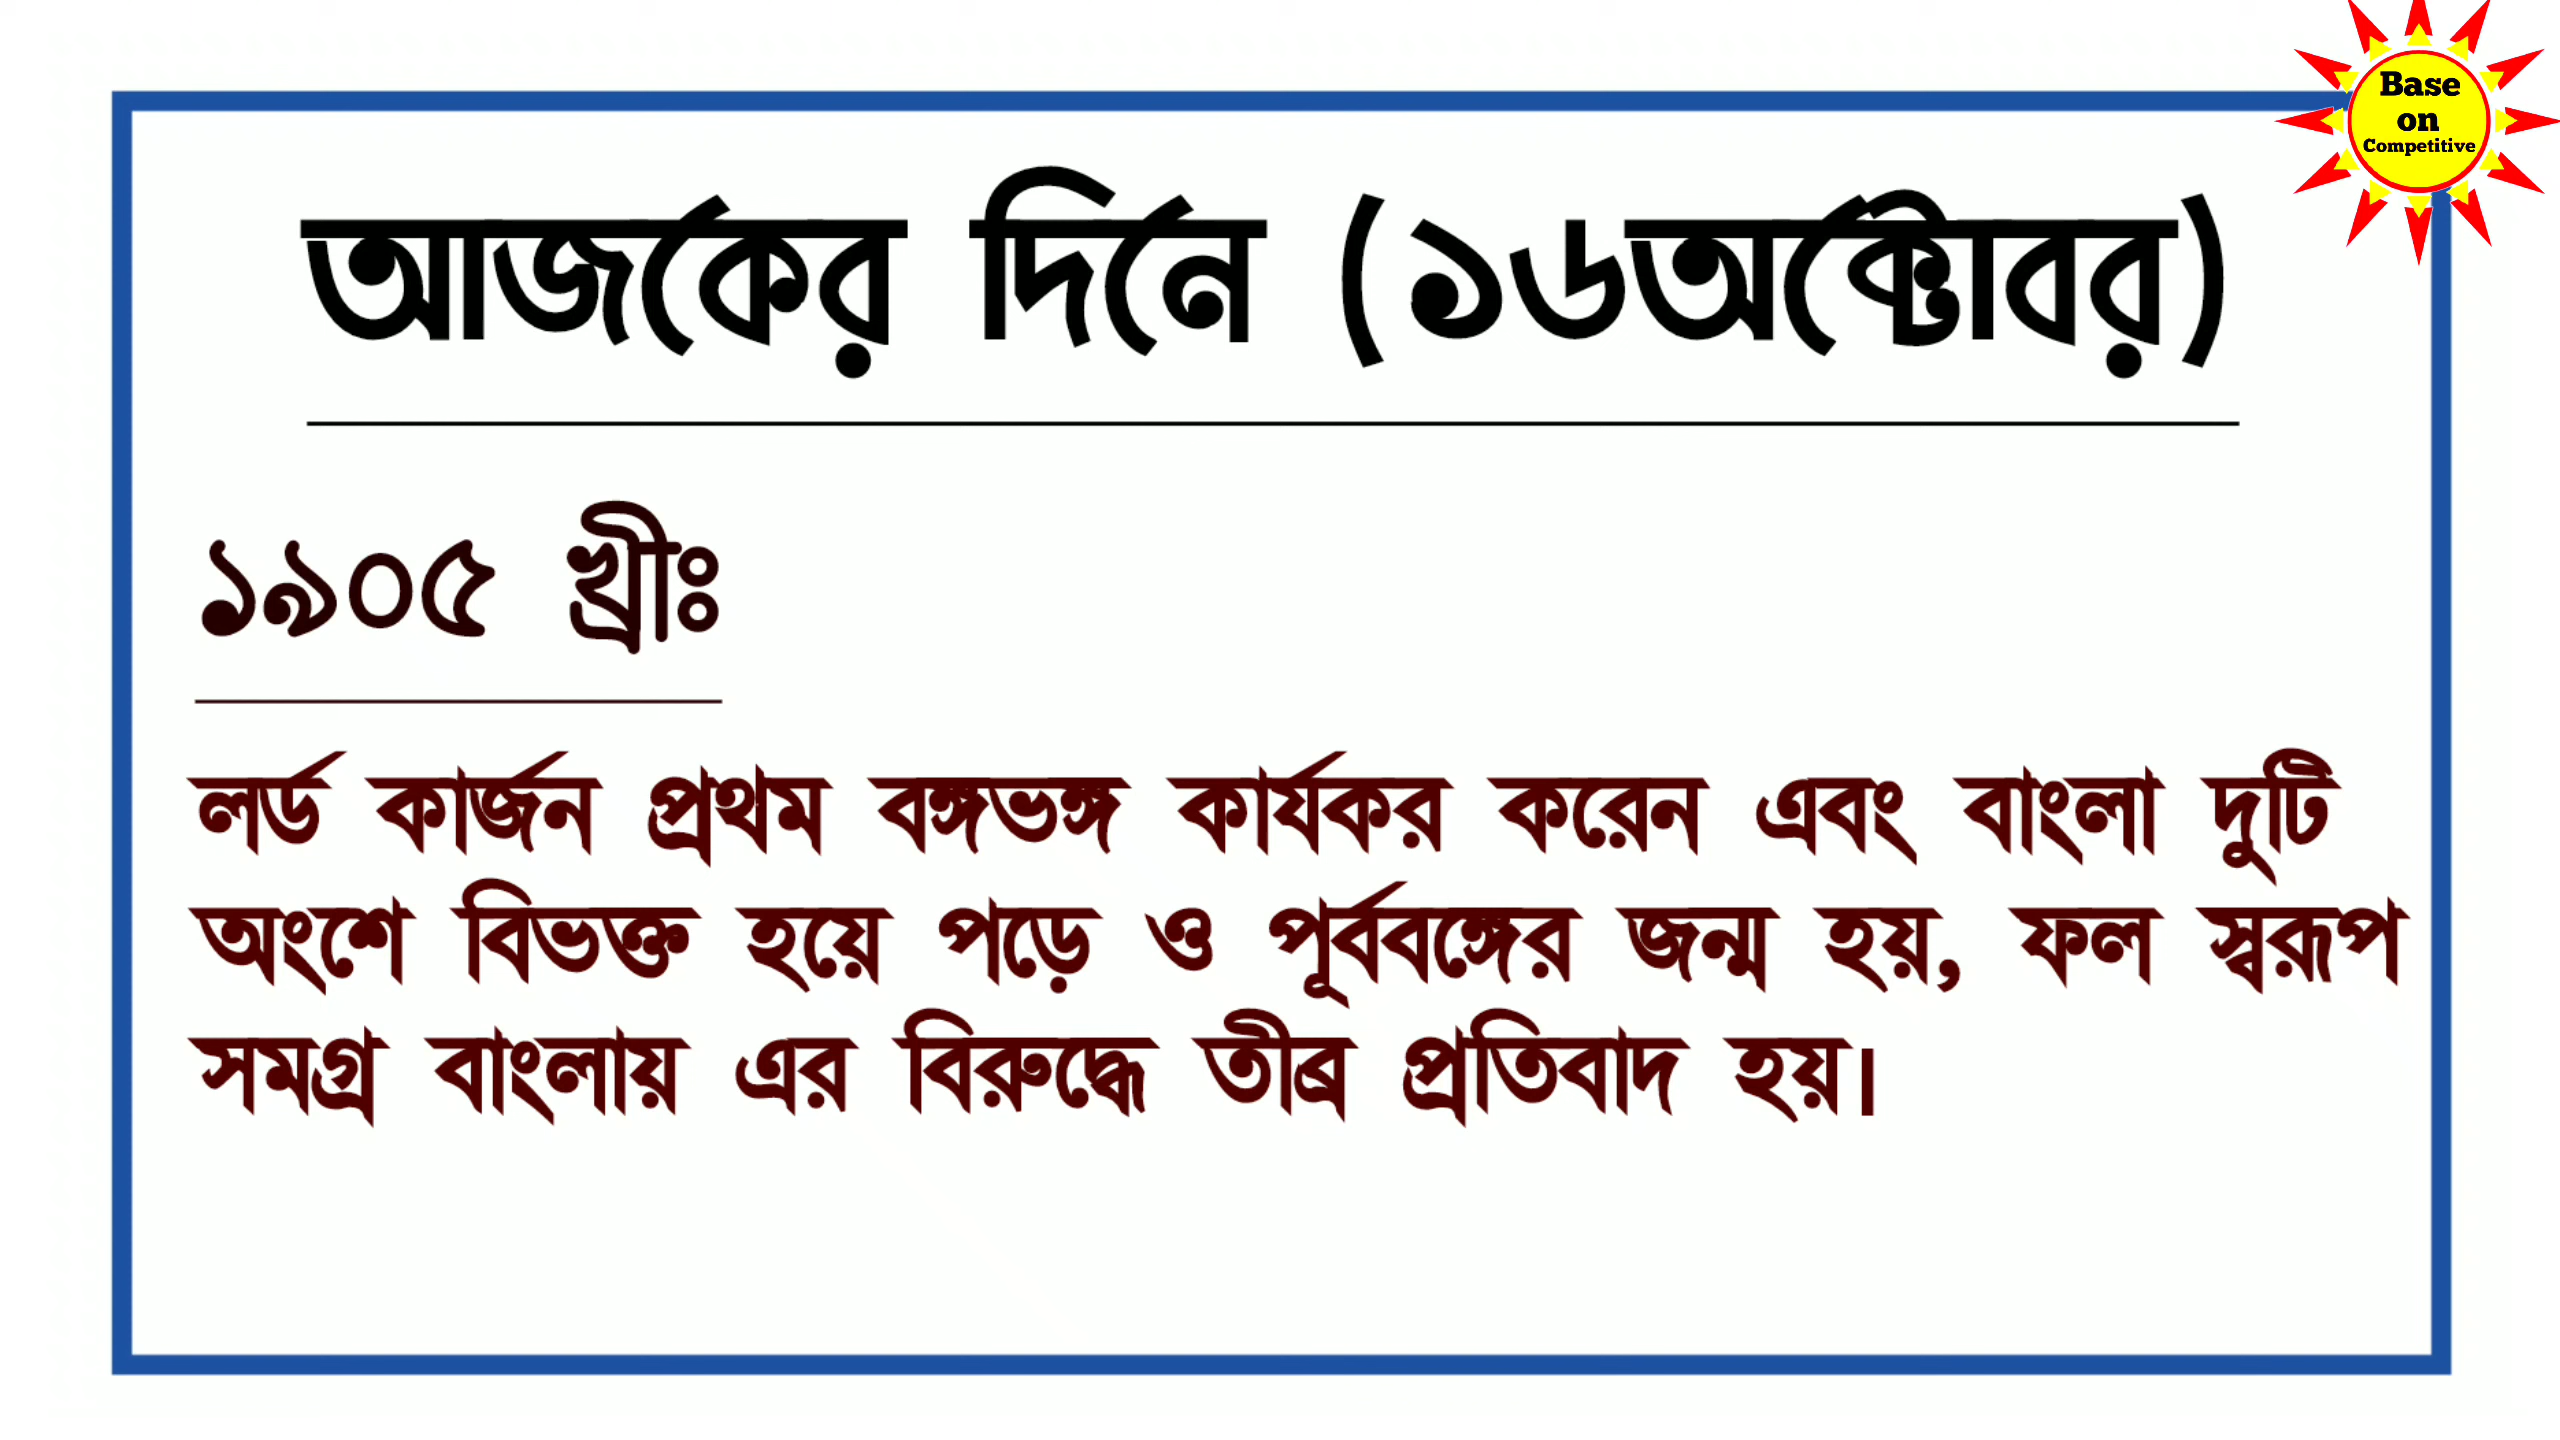 আজকের দিনে (১৬অক্টোবর)
Base
on
Competitive
১৯০৫ খ্রীঃ
লর্ড কার্জন প্রথম বঙ্গভঙ্গ কার্যকর করেন এবং বাংলা দুটি
অংশে বিভক্ত হয়ে পড়ে ও পূর্ববঙ্গের জন্ম হয়, ফল স্বরূপ
সমগ্র বাংলায় এর বিরুদ্ধে তীব্র প্রতিবাদ হয়।